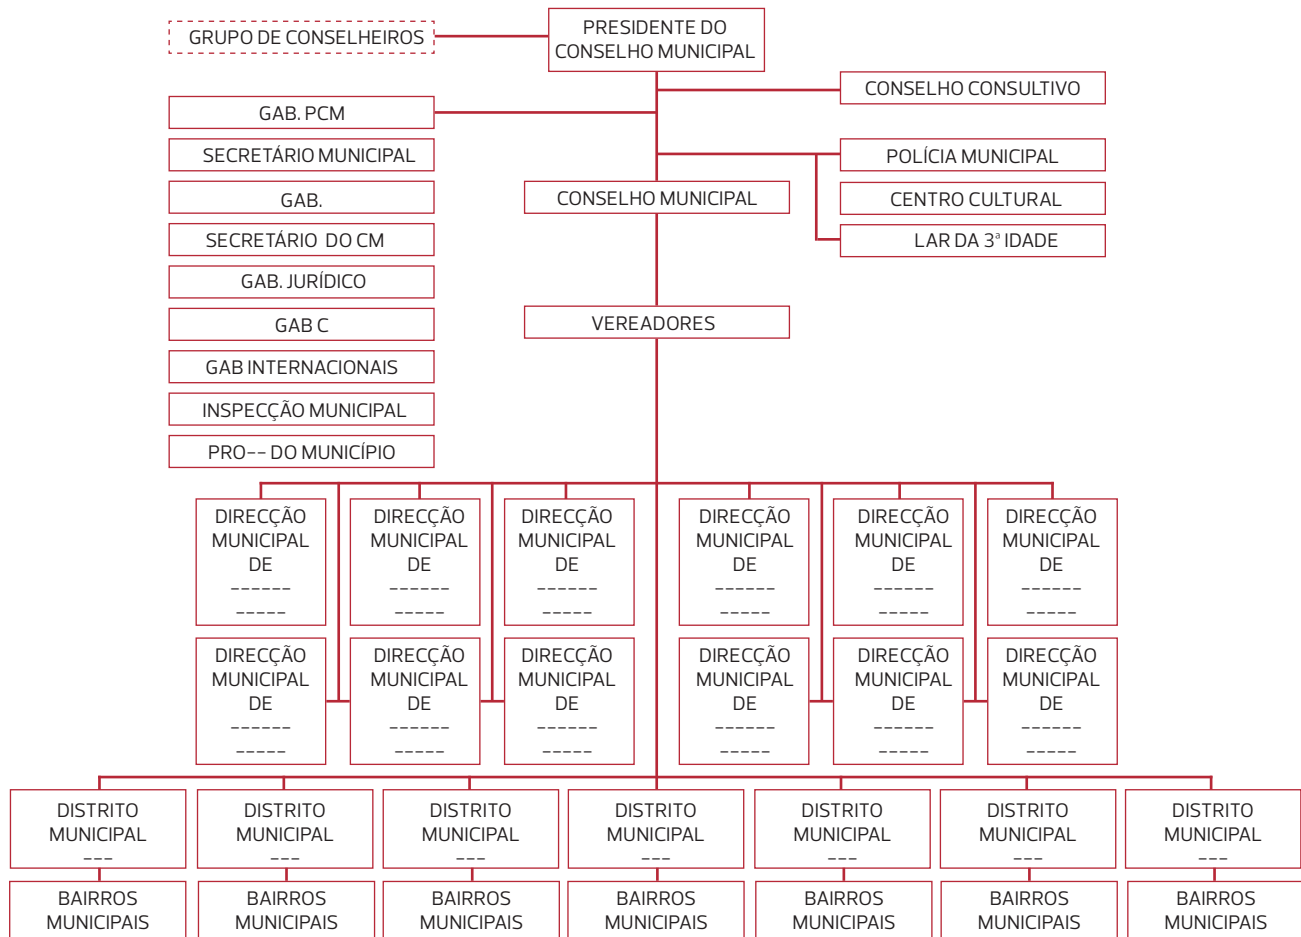 GRUPO DE CONSELHEIROS
PRESIDENTE DO
CONSELHO MUNICIPAL
CONSELHO CONSULTIVO
GAB. PCM
SECRETÁRIO MUNICIPAL
GAB.
SECRETÁRIO DO CM
GAB. JURÍDICO
GAB C
GAB INTERNACIONAIS
INSPECÇÃO MUNICIPAL
PRO-- DO MUNICÍPIO
POLÍCIA MUNICIPAL
CENTRO CULTURAL
LAR DA 3ª IDADE
CONSELHO MUNICIPAL
VEREADORES
DIRECÇÃO
MUNICIPAL
DE
------
-----
DIRECÇÃO
MUNICIPAL
DE
------
-----
DIRECÇÃO
MUNICIPAL
DE
------
-----
DIRECÇÃO
MUNICIPAL
DE
------
-----
DIRECÇÃO
MUNICIPAL
DE
------
-----
DIRECÇÃO
MUNICIPAL
DE
------
-----
DIRECÇÃO
MUNICIPAL
DE
------
-----
DIRECÇÃO
MUNICIPAL
DE
------
-----
DIRECÇÃO
MUNICIPAL
DE
------
-----
DIRECÇÃO
MUNICIPAL
DE
------
-----
DIRECÇÃO
MUNICIPAL
DE
------
-----
DIRECÇÃO
MUNICIPAL
DE
------
-----
DISTRITO
MUNICIPAL
---
DISTRITO
MUNICIPAL
---
DISTRITO
MUNICIPAL
---
DISTRITO
MUNICIPAL
---
DISTRITO
MUNICIPAL
---
DISTRITO
MUNICIPAL
---
DISTRITO
MUNICIPAL
---
BAIRROS
MUNICIPAIS
BAIRROS
MUNICIPAIS
BAIRROS
MUNICIPAIS
BAIRROS
MUNICIPAIS
BAIRROS
MUNICIPAIS
BAIRROS
MUNICIPAIS
BAIRROS
MUNICIPAIS